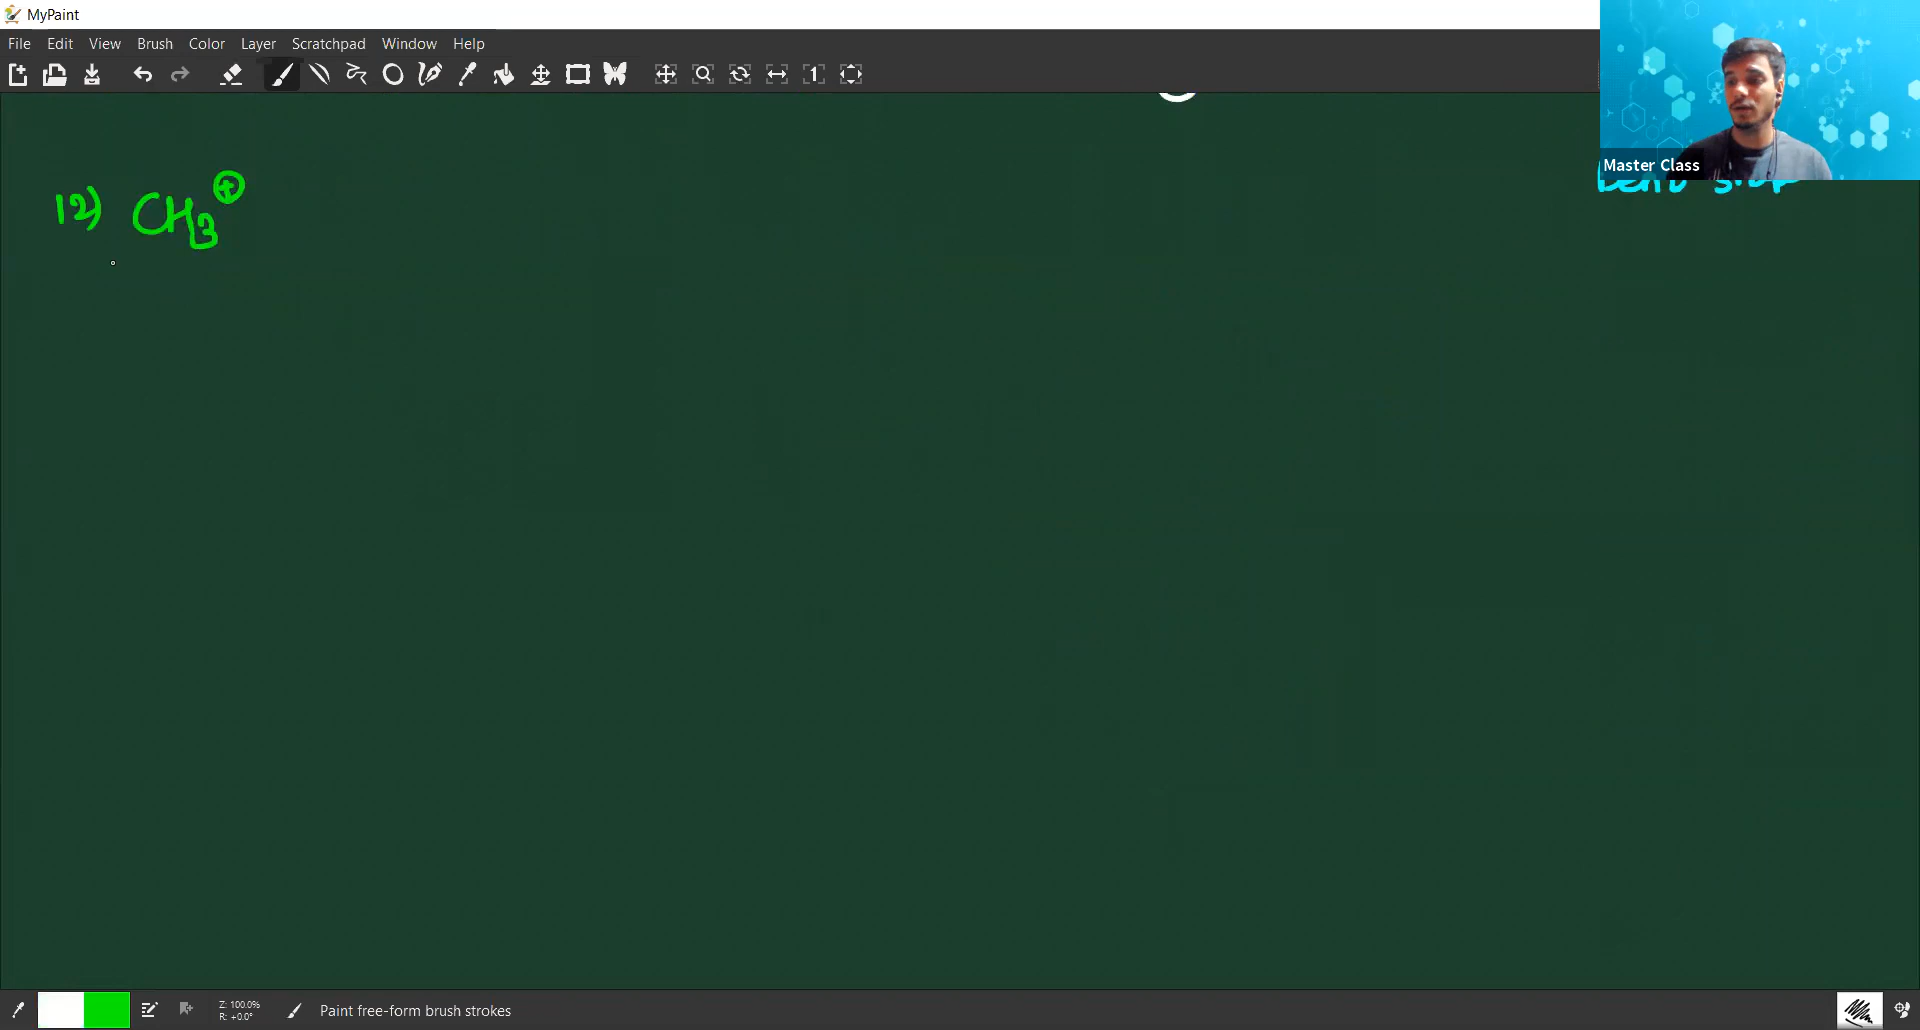 MyPaint
File Edit View Brush Color Layer Scratchpad Window Help
Master Class
12) CH₃⊕
Z: 100.0%
R: +0.0°
Paint free-form brush strokes